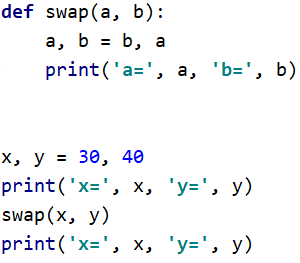 def swap(a, b):
    a, b = b, a
    print('a=', a, 'b=', b)
x, y = 30, 40
print('x=', x, 'y=', y)
swap(x, y)
print('x=', x, 'y=', y)